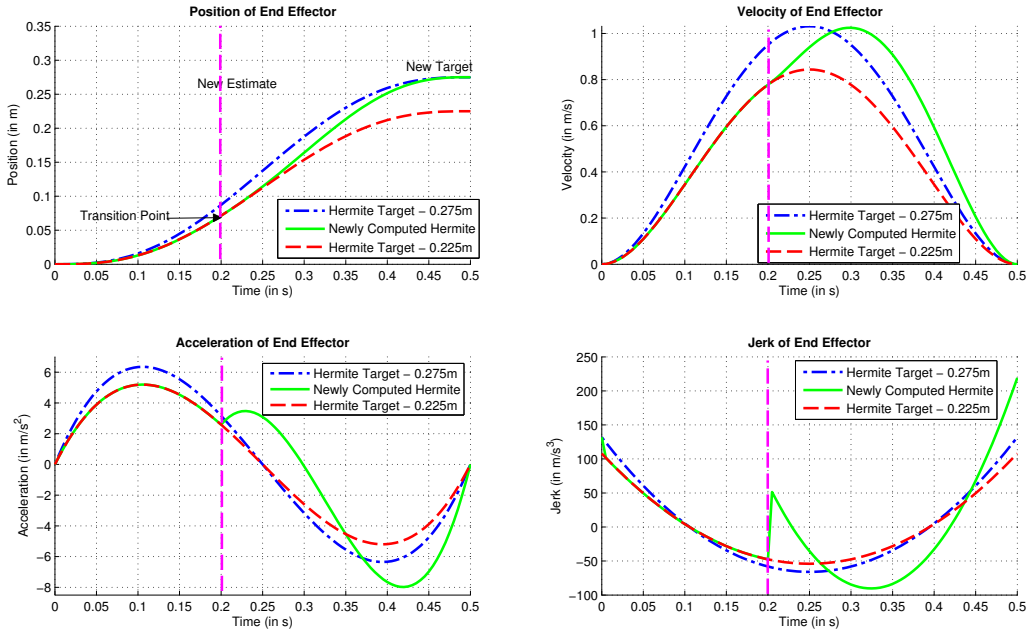 Position of End Effector
0.35
0.3
0.25
0.2
0.15
0.1
0.05
0
Position (in m)
New Estimate
New Target
Transition Point
Hermite Target − 0.275m
Newly Computed Hermite
Hermite Target − 0.225m
0 0.05 0.1 0.15 0.2 0.25 0.3 0.35 0.4 0.45 0.5
Time (in s)
Velocity of End Effector
1
0.8
0.6
0.4
0.2
0
Velocity (in m/s)
Hermite Target − 0.275m
Newly Computed Hermite
Hermite Target − 0.225m
0 0.05 0.1 0.15 0.2 0.25 0.3 0.35 0.4 0.45 0.5
Time (in s)
Acceleration of End Effector
6
4
2
0
−2
−4
−6
−8
Acceleration (in m/s²)
Hermite Target − 0.275m
Newly Computed Hermite
Hermite Target − 0.225m
0 0.05 0.1 0.15 0.2 0.25 0.3 0.35 0.4 0.45 0.5
Time (in s)
Jerk of End Effector
250
200
150
100
50
0
−50
−100
Jerk (in m/s³)
Hermite Target − 0.275m
Newly Computed Hermite
Hermite Target − 0.225m
0 0.05 0.1 0.15 0.2 0.25 0.3 0.35 0.4 0.45 0.5
Time (in s)